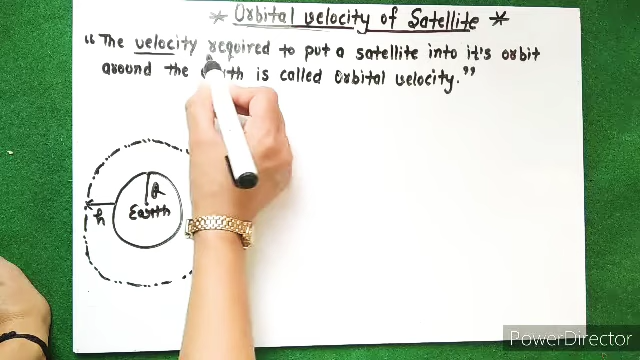 * Orbital velocity of Satellite *
“ The velocity required to put a satellite into it's orbit
around the is called Orbital velocity.”
R
h
Earth
PowerDirector